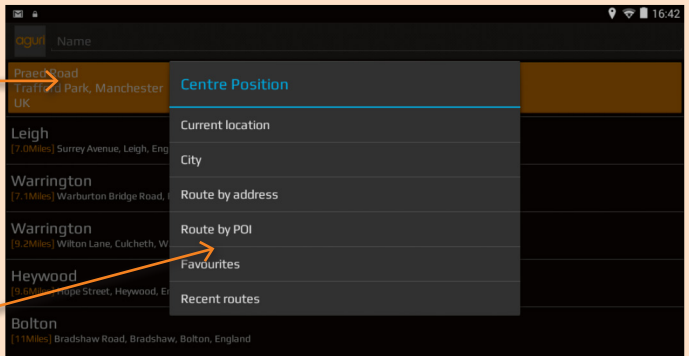 16:42
aguri Name
Praed Road
Trafford Park, Manchester
UK
Centre Position
Current location
City
Route by address
Route by POI
Favourites
Recent routes
Leigh
[7.0Miles] Surrey Avenue, Leigh, Eng
Warrington
[7.1Miles] Warburton Bridge Road,
Warrington
[9.2Miles] Wilton Lane, Culcheth, W
Heywood
[9.6Miles] Hope Street, Heywood, En
Bolton
[11Miles] Bradshaw Road, Bradshaw, Bolton, England